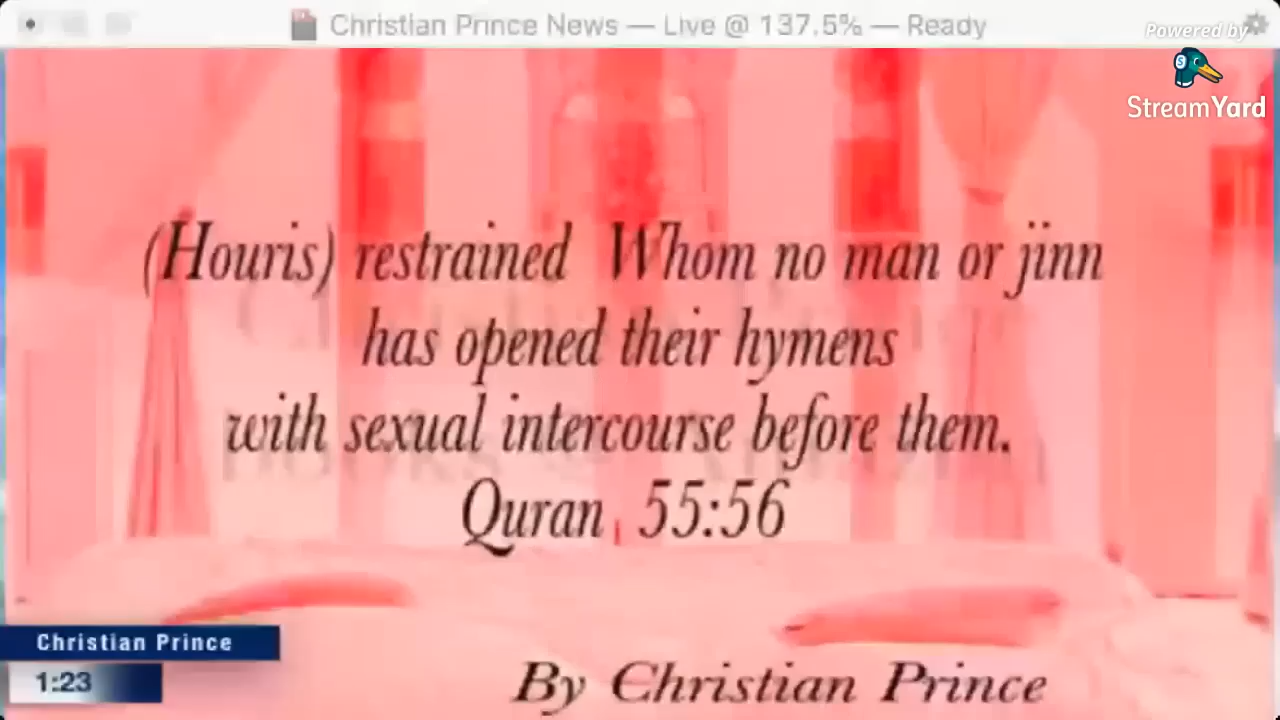 Christian Prince News — Live @ 137.5% — Ready
Powered by
StreamYard
(Houris) restrained Whom no man or jinn
has opened their hymens
with sexual intercourse before them.
Quran 55:56
Christian Prince
1:23
By Christian Prince